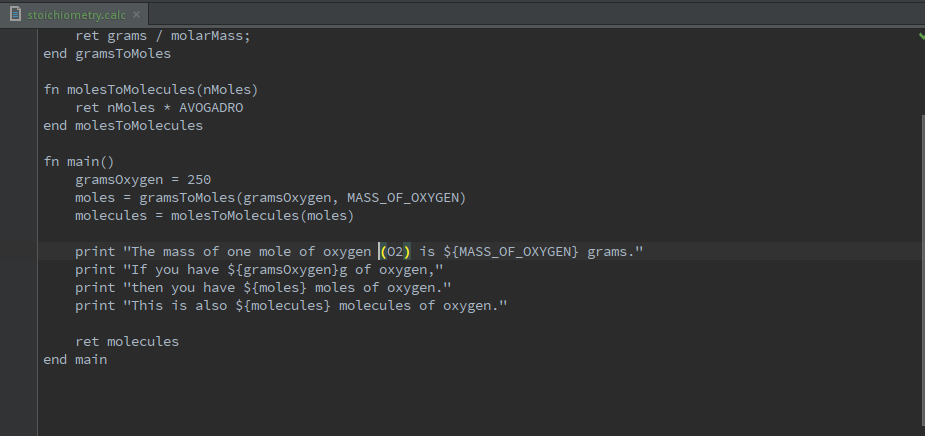 stoichiometry.calc
    ret grams / molarMass;
end gramsToMoles

fn molesToMolecules(nMoles)
    ret nMoles * AVOGADRO
end molesToMolecules

fn main()
    gramsOxygen = 250
    moles = gramsToMoles(gramsOxygen, MASS_OF_OXYGEN)
    molecules = molesToMolecules(moles)

    print "The mass of one mole of oxygen (O2) is ${MASS_OF_OXYGEN} grams."
    print "If you have ${gramsOxygen}g of oxygen,"
    print "then you have ${moles} moles of oxygen."
    print "This is also ${molecules} molecules of oxygen."

    ret molecules
end main